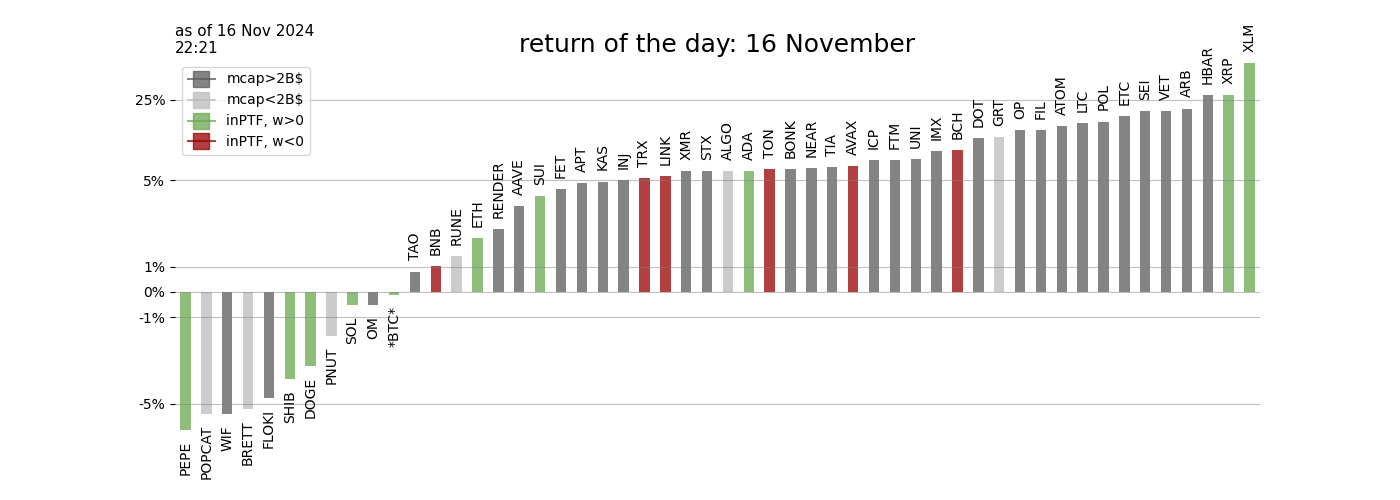 as of 16 Nov 2024
22:21
return of the day: 16 November
mcap>2B$
mcap<2B$
inPTF, w>0
inPTF, w<0
25%
5%
1%
0%
-1%
-5%
PEPE
POPCAT
WIF
BRETT
FLOKI
SHIB
DOGE
PNUT
SOL
OM
*BTC*
TAO
BNB
RUNE
ETH
RENDER
AAVE
SUI
FET
APT
KAS
INJ
TRX
LINK
XMR
STX
ALGO
ADA
TON
BONK
NEAR
TIA
AVAX
ICP
FTM
UNI
IMX
BCH
DOT
GRT
OP
FIL
ATOM
LTC
POL
ETC
SEI
VET
ARB
HBAR
XRP
XLM